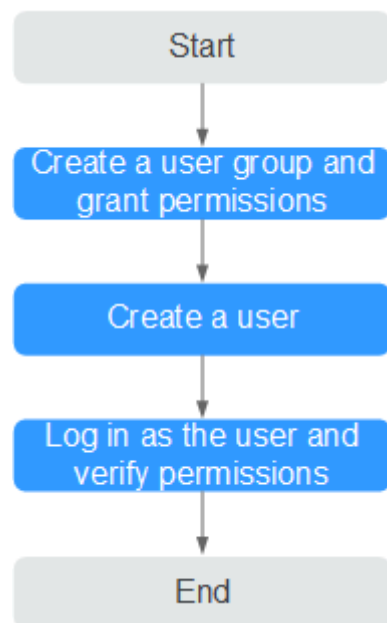 Start
Create a user group and
grant permissions
Create a user
Log in as the user and
verify permissions
End